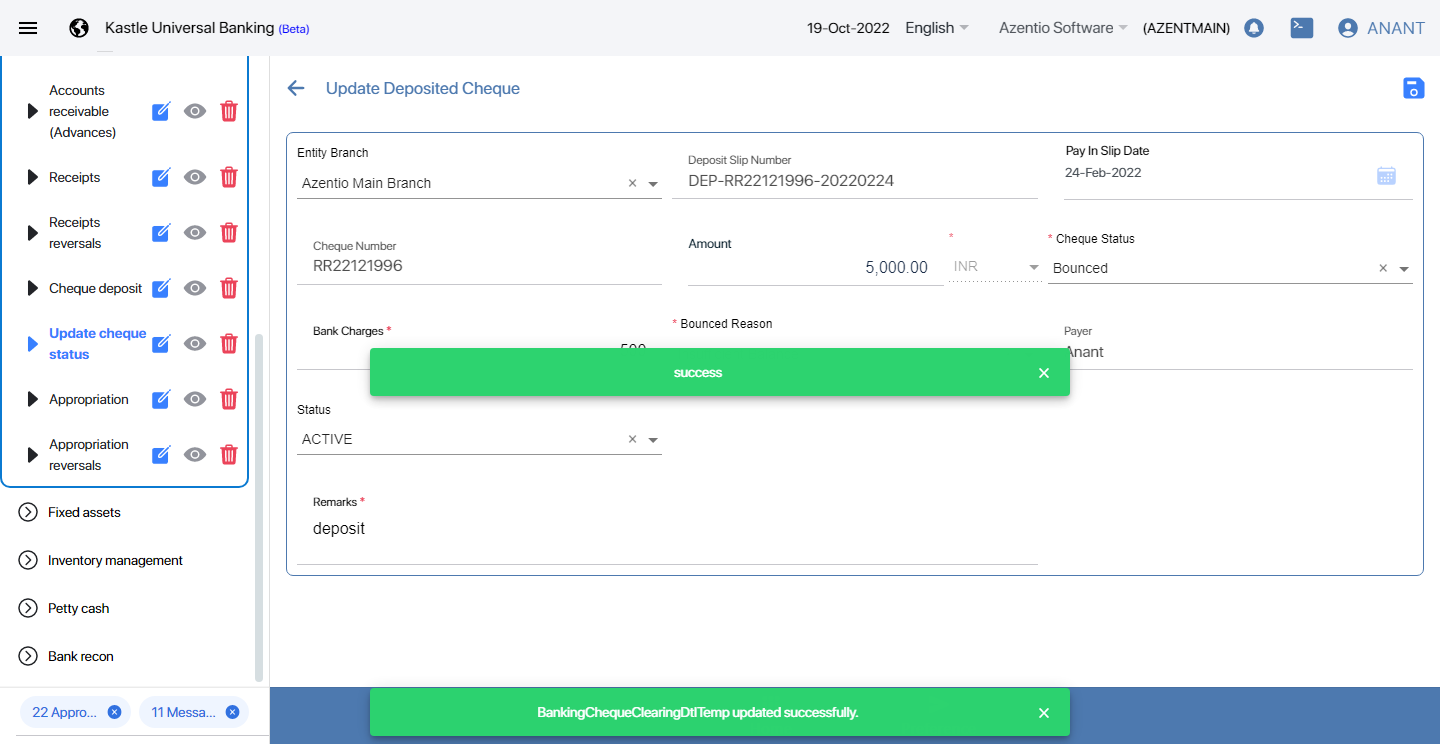 Kastle Universal Banking (Beta)
19-Oct-2022 English Azentio Software (AZENTMAIN) ANANT
Accounts
receivable
(Advances)
Receipts
Receipts
reversals
Cheque deposit
Update cheque
status
Appropriation
Appropriation
reversals
Fixed assets
Inventory management
Petty cash
Bank recon
22 Appro...
11 Messa...
Update Deposited Cheque
Entity Branch
Azentio Main Branch
Deposit Slip Number
DEP-RR22121996-20220224
Pay In Slip Date
24-Feb-2022
Cheque Number
RR22121996
Amount
5,000.00
* INR
* Cheque Status
Bounced
Bank Charges *
500
* Bounced Reason
Payer
Anant
success
Status
ACTIVE
Remarks *
deposit
BankingChequeClearingDtlTemp updated successfully.